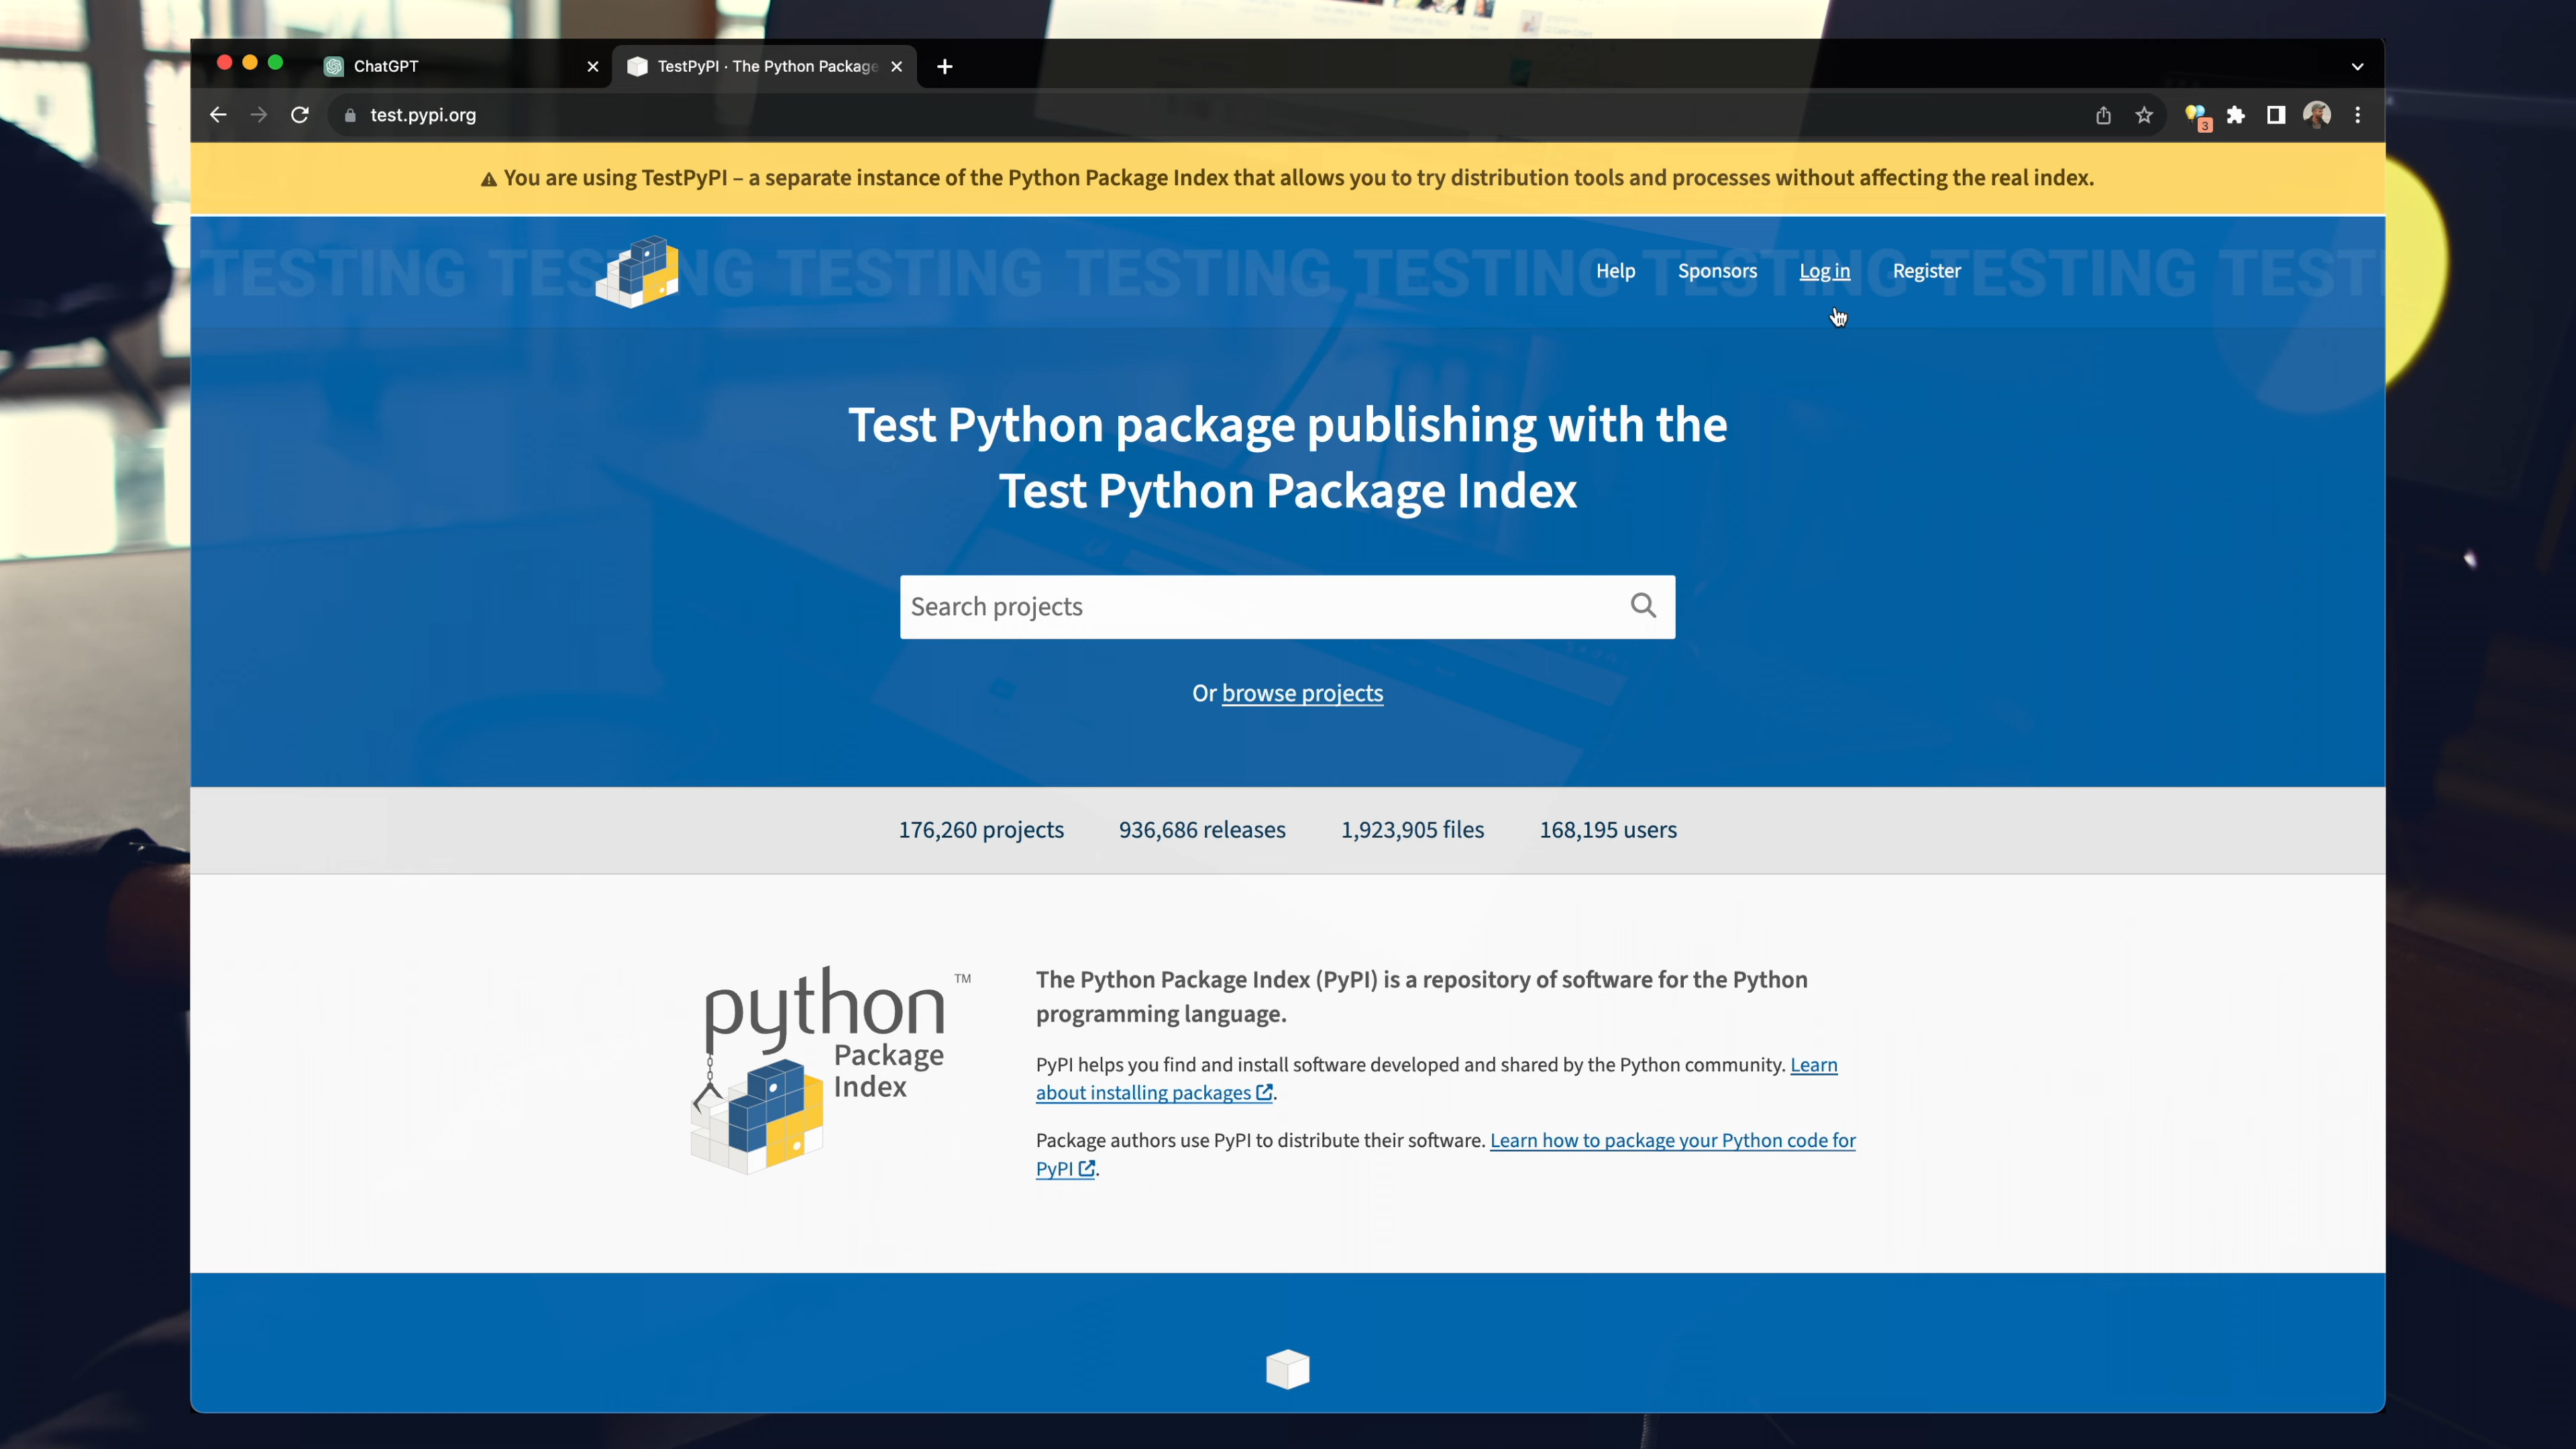 ChatGPT
TestPyPI · The Python Package
test.pypi.org
3
You are using TestPyPI – a separate instance of the Python Package Index that allows you to try distribution tools and processes without affecting the real index.
TESTING TESTING TESTING TESTING TESTING TESTING TESTING TEST
Help Sponsors Log in Register
Test Python package publishing with the
Test Python Package Index
Search projects
Or browse projects
176,260 projects 936,686 releases 1,923,905 files 168,195 users
python TM
Package
Index
The Python Package Index (PyPI) is a repository of software for the Python
programming language.
PyPI helps you find and install software developed and shared by the Python community. Learn
about installing packages.
Package authors use PyPI to distribute their software. Learn how to package your Python code for
PyPI.